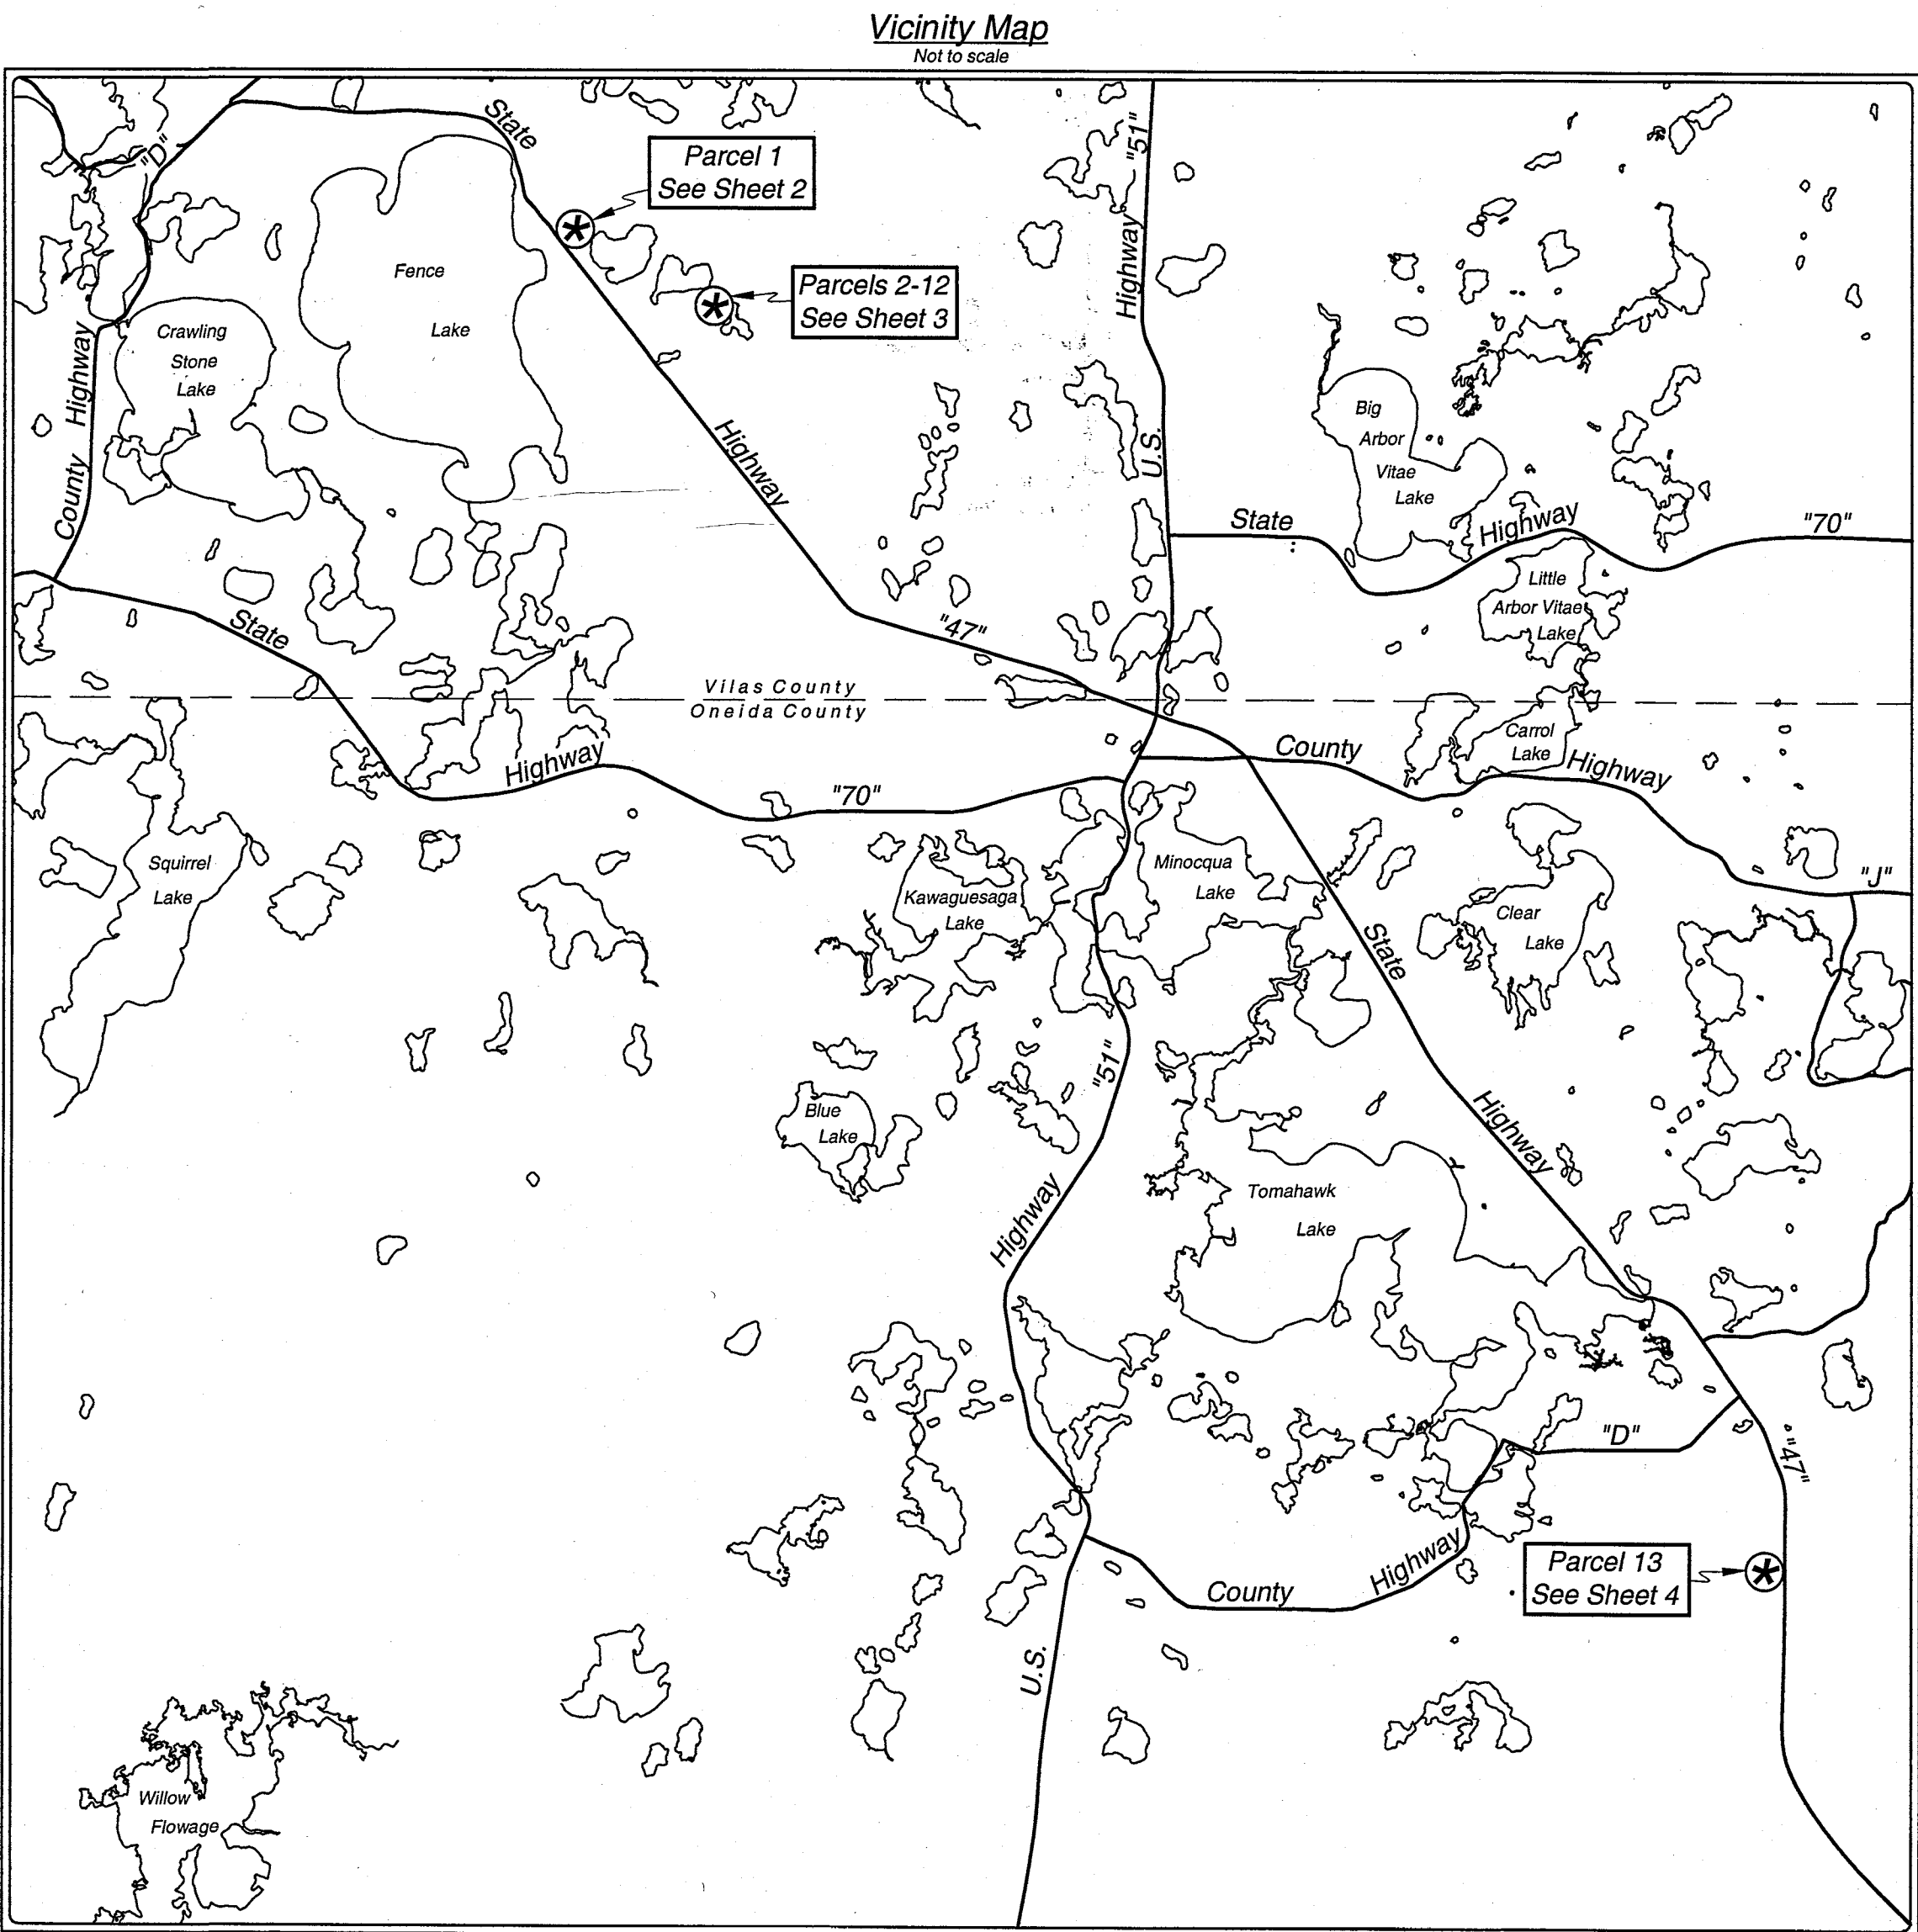 Vicinity Map
Not to scale
State
"D"
"51"
Parcel 1
See Sheet 2
Highway
Fence
Lake
Parcels 2-12
See Sheet 3
Crawling
Stone
Lake
Highway
County
Highway
U.S.
Big
Arbor
Vitae
Lake
State
Highway
"70"
Little
Arbor Vitae
Lake
State
"47"
Vilas County
Oneida County
Carrol
Lake
County
Highway
Highway
"70"
"J"
Squirrel
Lake
Minocqua
Lake
Kawaguesaga
Lake
Clear
Lake
State
"51"
Highway
Blue
Lake
Highway
Tomahawk
Lake
"D"
"47"
Highway
County
Parcel 13
See Sheet 4
U.S.
Willow
Flowage